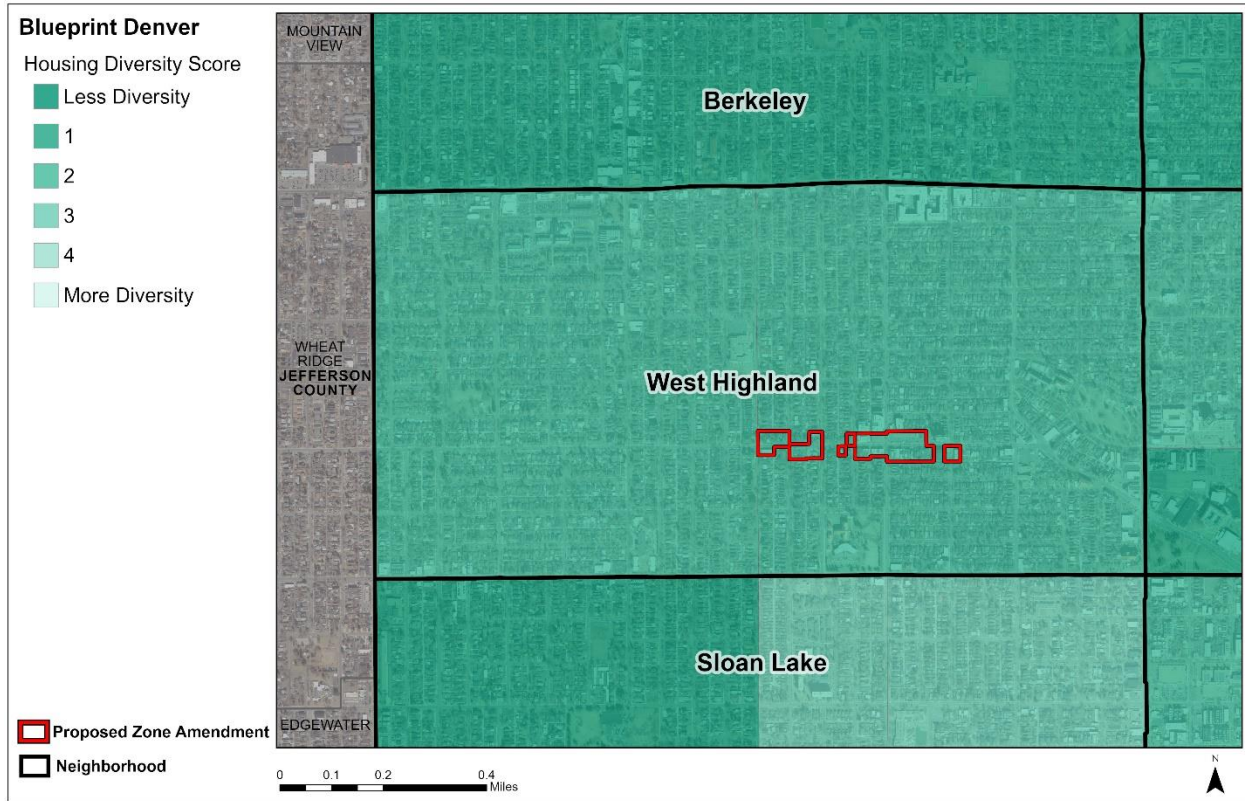 Blueprint Denver
Housing Diversity Score
Less Diversity
1
2
3
4
More Diversity
MOUNTAIN
VIEW
Berkeley
WHEAT
RIDGE
JEFFERSON
COUNTY
West Highland
Sloan Lake
EDGEWATER
Proposed Zone Amendment
Neighborhood
0 0.1 0.2 0.4
Miles
N